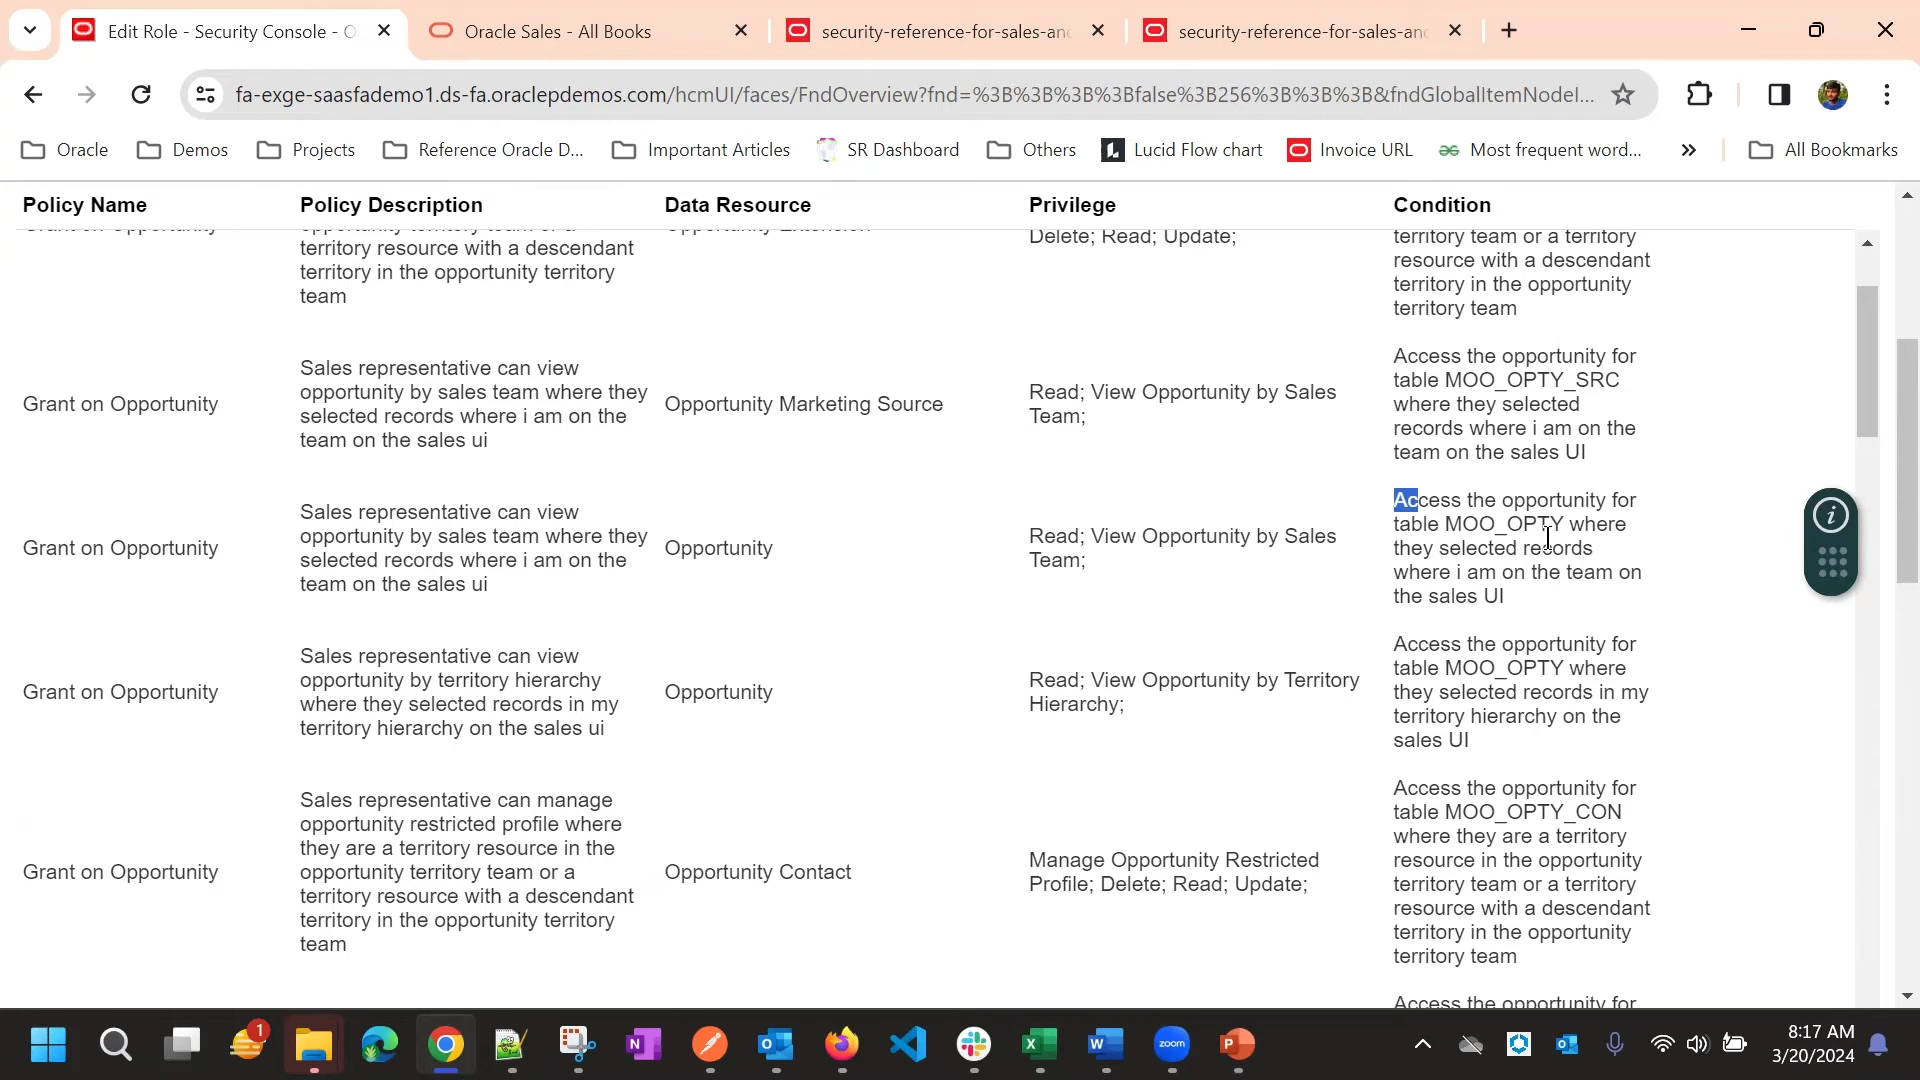 Edit Role - Security Console - O
Oracle Sales - All Books
security-reference-for-sales-and
security-reference-for-sales-and
fa-exge-saasfademo1.ds-fa.oraclepdemos.com/hcmUI/faces/FndOverview?fnd=%3B%3B%3B%3Bfalse%3B256%3B%3B%3B&fndGlobalItemNodeI...
Oracle
Demos
Projects
Reference Oracle D...
Important Articles
SR Dashboard
Others
Lucid Flow chart
Invoice URL
Most frequent word...
All Bookmarks
Policy Name Policy Description Data Resource Privilege Condition
Grant on Opportunity
opportunity territory team or a
territory resource with a descendant
territory in the opportunity territory
team
Opportunity Extension
Delete; Read; Update;
territory team or a territory
resource with a descendant
territory in the opportunity
territory team
Grant on Opportunity
Sales representative can view
opportunity by sales team where they
selected records where i am on the
team on the sales ui
Opportunity Marketing Source
Read; View Opportunity by Sales
Team;
Access the opportunity for
table MOO_OPTY_SRC
where they selected
records where i am on the
team on the sales UI
Grant on Opportunity
Sales representative can view
opportunity by sales team where they
selected records where i am on the
team on the sales ui
Opportunity
Read; View Opportunity by Sales
Team;
Access the opportunity for
table MOO_OPTY where
they selected records
where i am on the team on
the sales UI
Grant on Opportunity
Sales representative can view
opportunity by territory hierarchy
where they selected records in my
territory hierarchy on the sales ui
Opportunity
Read; View Opportunity by Territory
Hierarchy;
Access the opportunity for
table MOO_OPTY where
they selected records in my
territory hierarchy on the
sales UI
Grant on Opportunity
Sales representative can manage
opportunity restricted profile where
they are a territory resource in the
opportunity territory team or a
territory resource with a descendant
territory in the opportunity territory
team
Opportunity Contact
Manage Opportunity Restricted
Profile; Delete; Read; Update;
Access the opportunity for
table MOO_OPTY_CON
where they are a territory
resource in the opportunity
territory team or a territory
resource with a descendant
territory in the opportunity
territory team
Access the opportunity for
1
zoom
8:17 AM
3/20/2024